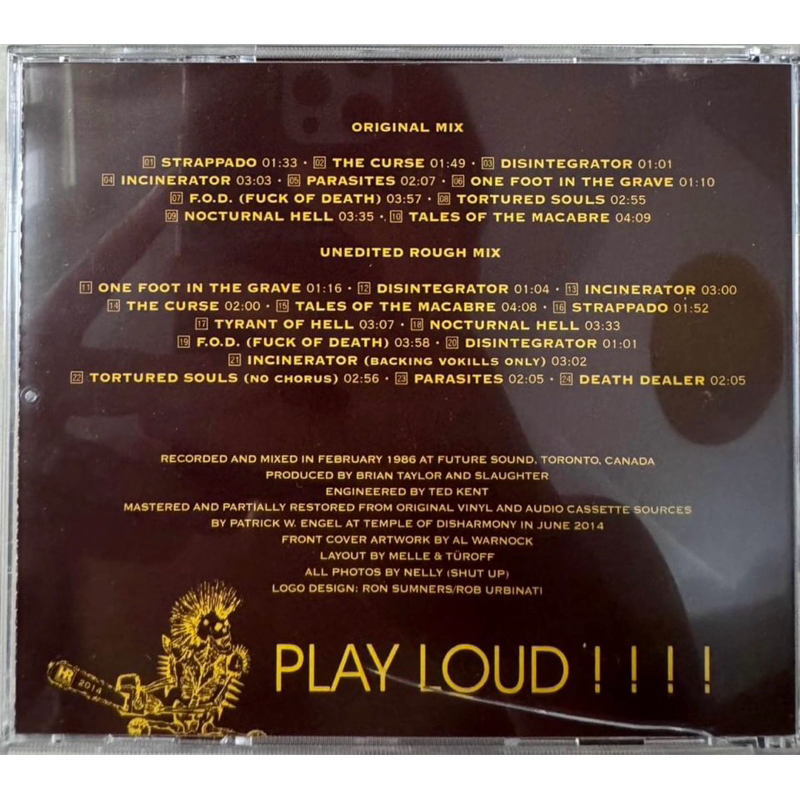 ORIGINAL MIX
01 STRAPPADO 01:33 · 02 THE CURSE 01:49 · 03 DISINTEGRATOR 01:01
04 INCINERATOR 03:03 · 05 PARASITES 02:07 · 06 ONE FOOT IN THE GRAVE 01:10
07 F.O.D. (FUCK OF DEATH) 03:57 · 08 TORTURED SOULS 02:55
09 NOCTURNAL HELL 03:35 · 10 TALES OF THE MACABRE 04:09
UNEDITED ROUGH MIX
11 ONE FOOT IN THE GRAVE 01:16 · 12 DISINTEGRATOR 01:04 · 13 INCINERATOR 03:00
14 THE CURSE 02:00 · 15 TALES OF THE MACABRE 04:08 · 16 STRAPPADO 01:52
17 TYRANT OF HELL 03:07 · 18 NOCTURNAL HELL 03:33
19 F.O.D. (FUCK OF DEATH) 03:58 · 20 DISINTEGRATOR 01:01
21 INCINERATOR (BACKING VOKILLS ONLY) 03:02
22 TORTURED SOULS (NO CHORUS) 02:56 · 23 PARASITES 02:05 · 24 DEATH DEALER 02:05
RECORDED AND MIXED IN FEBRUARY 1986 AT FUTURE SOUND, TORONTO, CANADA
PRODUCED BY BRIAN TAYLOR AND SLAUGHTER
ENGINEERED BY TED KENT
MASTERED AND PARTIALLY RESTORED FROM ORIGINAL VINYL AND AUDIO CASSETTE SOURCES
BY PATRICK W. ENGEL AT TEMPLE OF DISHARMONY IN JUNE 2014
FRONT COVER ARTWORK BY AL WARNOCK
LAYOUT BY MELLE & TÜROFF
ALL PHOTOS BY NELLY (SHUT UP)
LOGO DESIGN: RON SUMNERS/ROB URBINATI
HR 2014
PLAY LOUD ! ! ! !